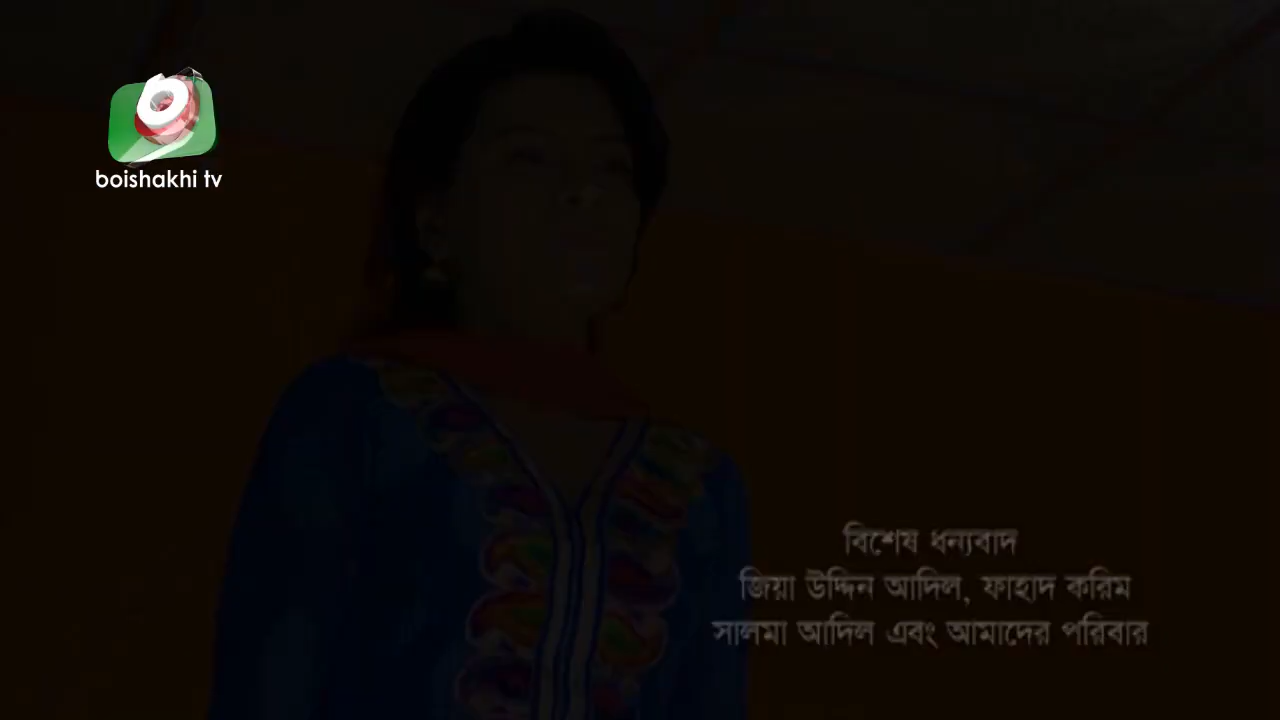 boishakhi tv
বিশেষ ধন্যবাদ
জিয়া উদ্দিন আদিল, ফাহাদ করিম
সালমা আদিল এবং আমাদের পরিবার